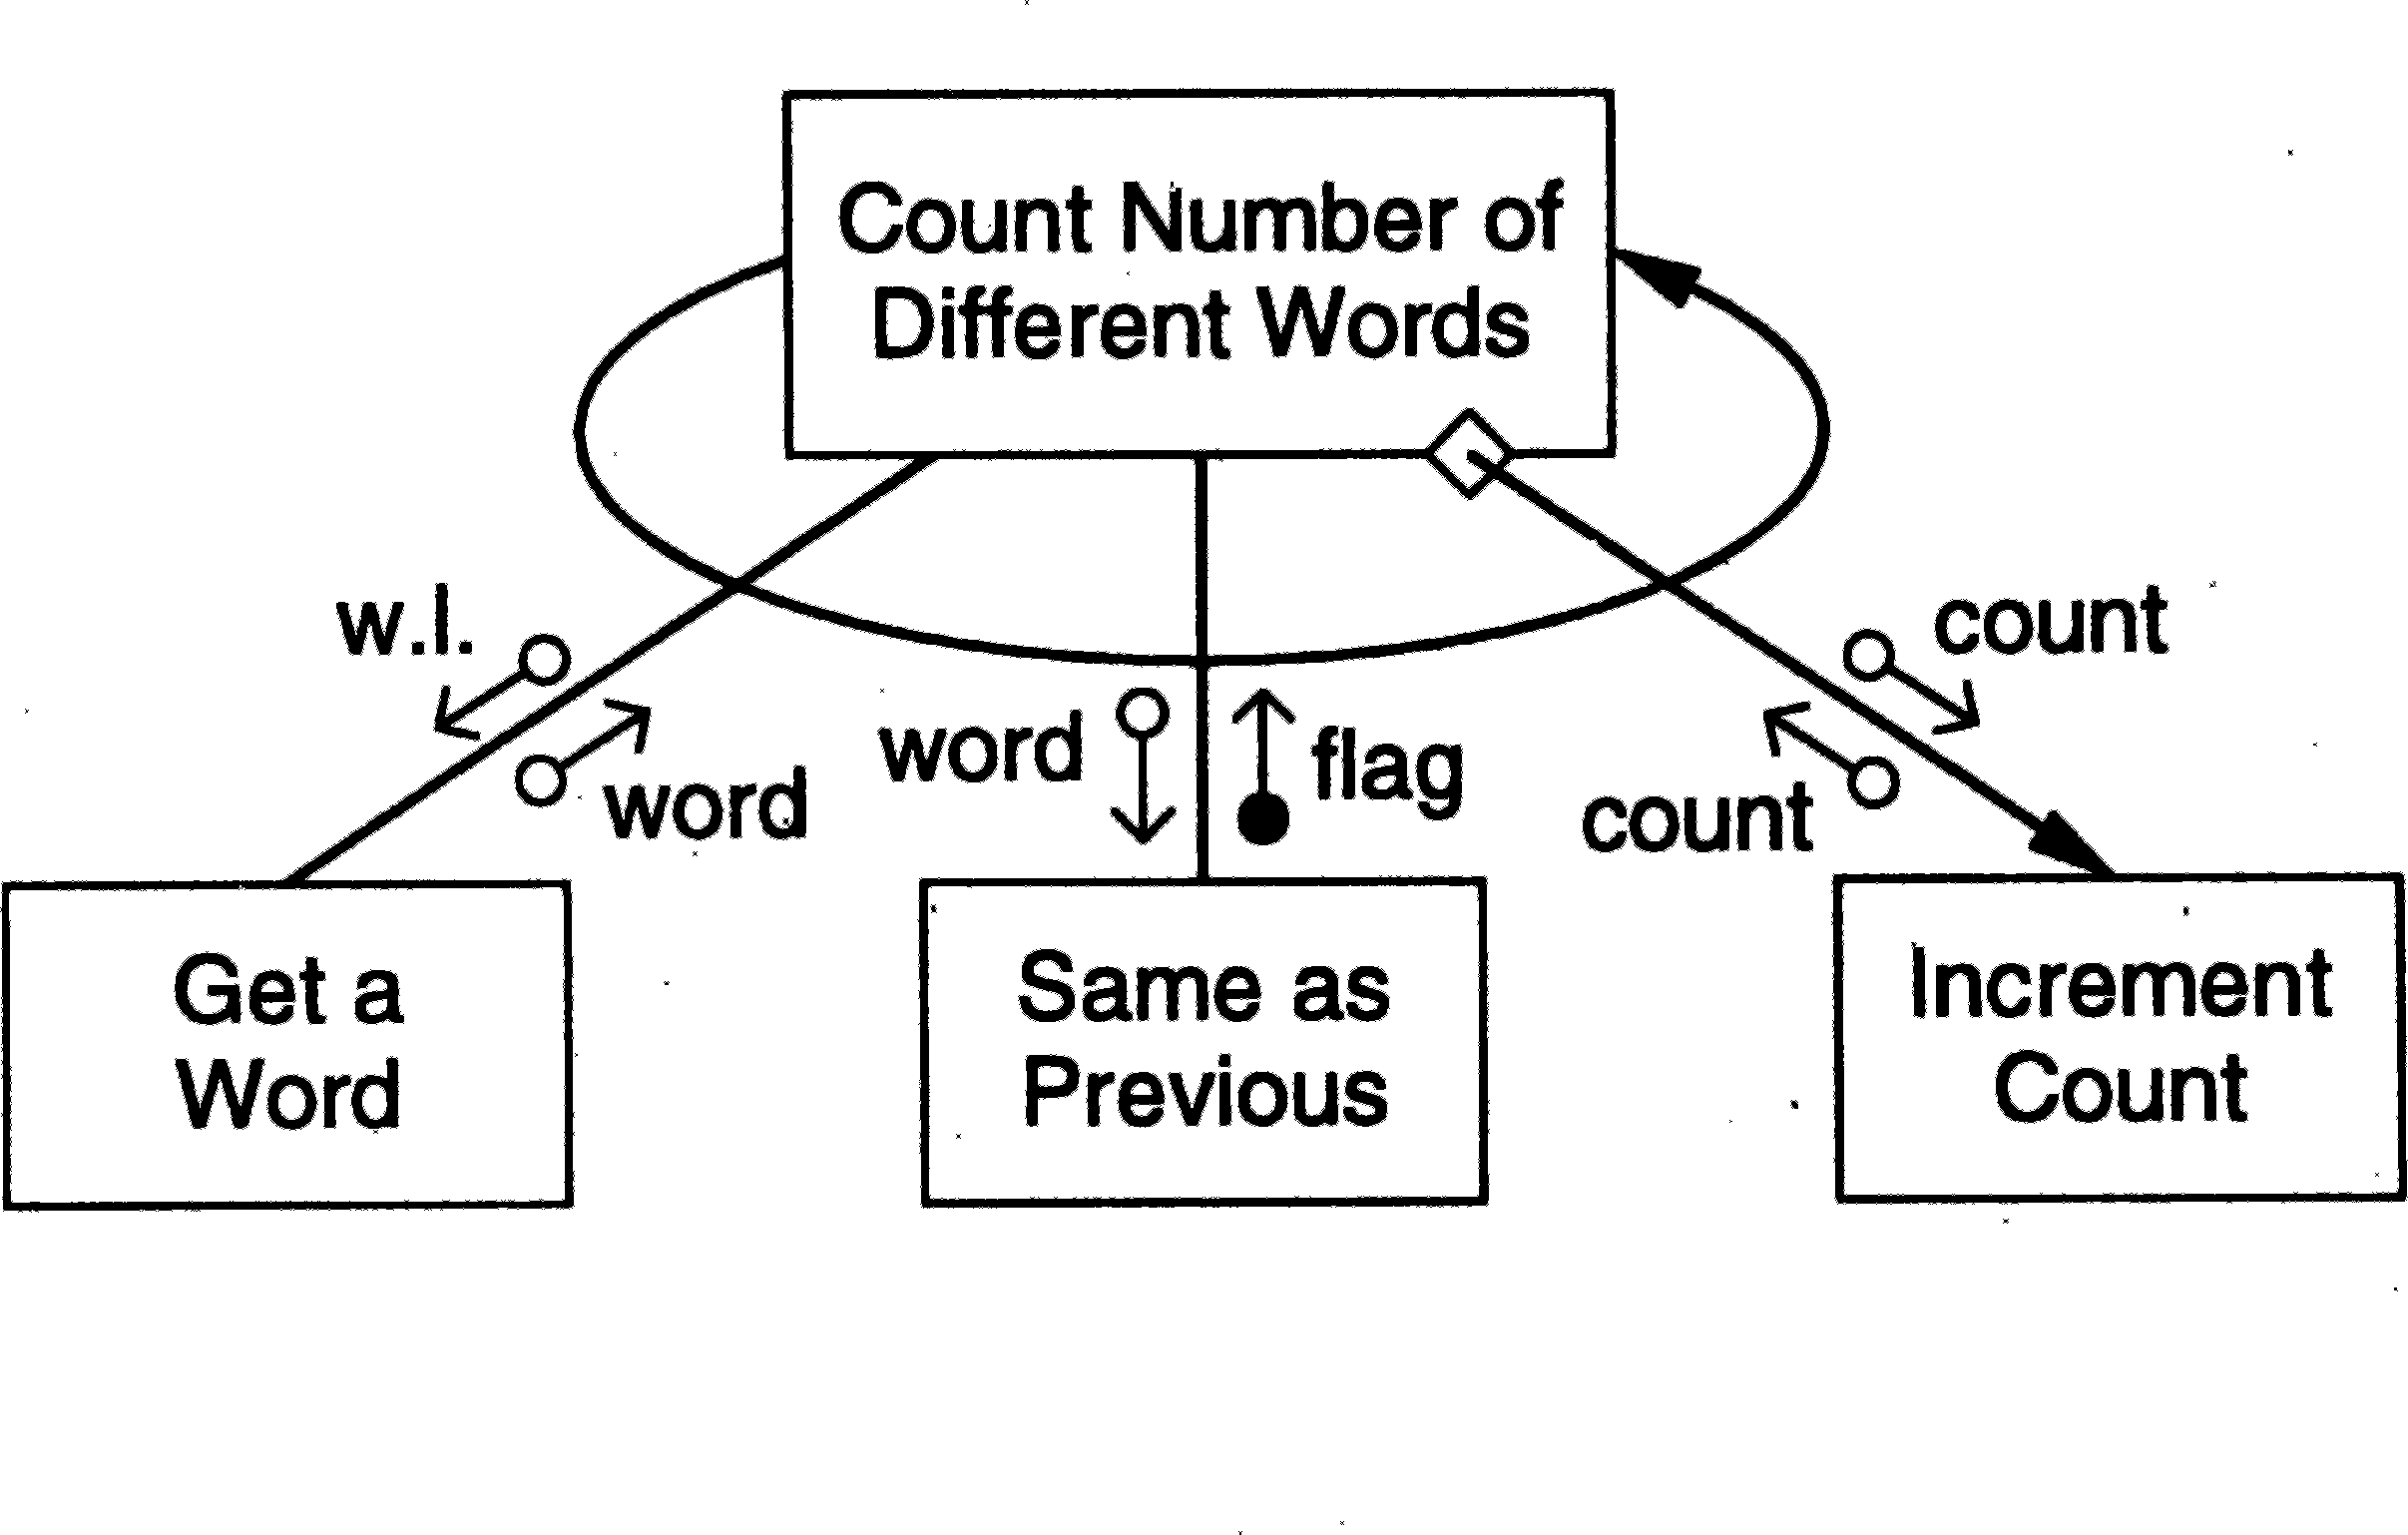 Count Number of
Different Words
w.l.
word
word
flag
count
count
Get a
Word
Same as
Previous
Increment
Count